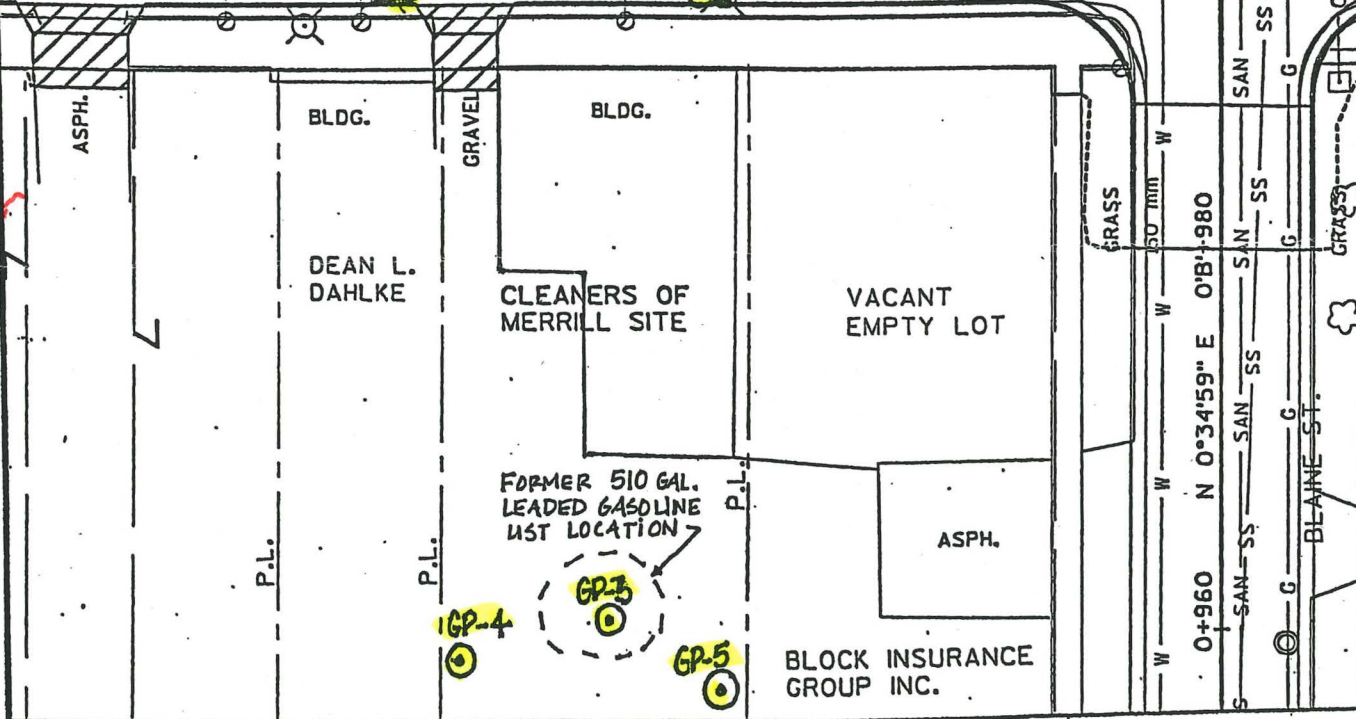 ASPH.
BLDG.
GRAVEL
BLDG.
GRASS
W
150 mm
O'B'+980
SAN
SS
G
GRASS
DEAN L.
DAHLKE
CLEANERS OF
MERRILL SITE
VACANT
EMPTY LOT
W
SAN
SS
G
N 0°34'59" E
W
SAN
SS
G
BLAINE ST.
FORMER 510 GAL.
LEADED GASOLINE
UST LOCATION
P.L.
P.L.
P.L.
ASPH.
W
SAN
SS
G
0+960
GP-3
GP-4
GP-5
BLOCK INSURANCE
GROUP INC.
W
SAN
SS
G
S